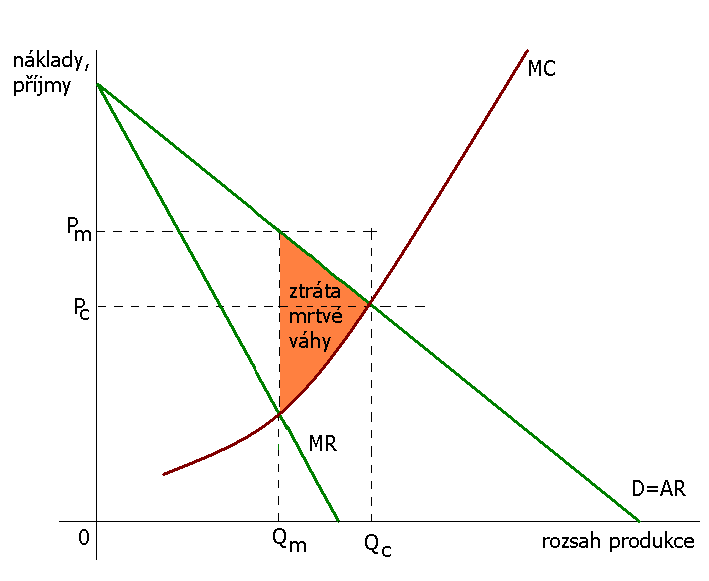 náklady,
příjmy
MC
Pm
Pc
ztráta
mrtvé
váhy
MR
D=AR
0
Qm
Qc
rozsah produkce